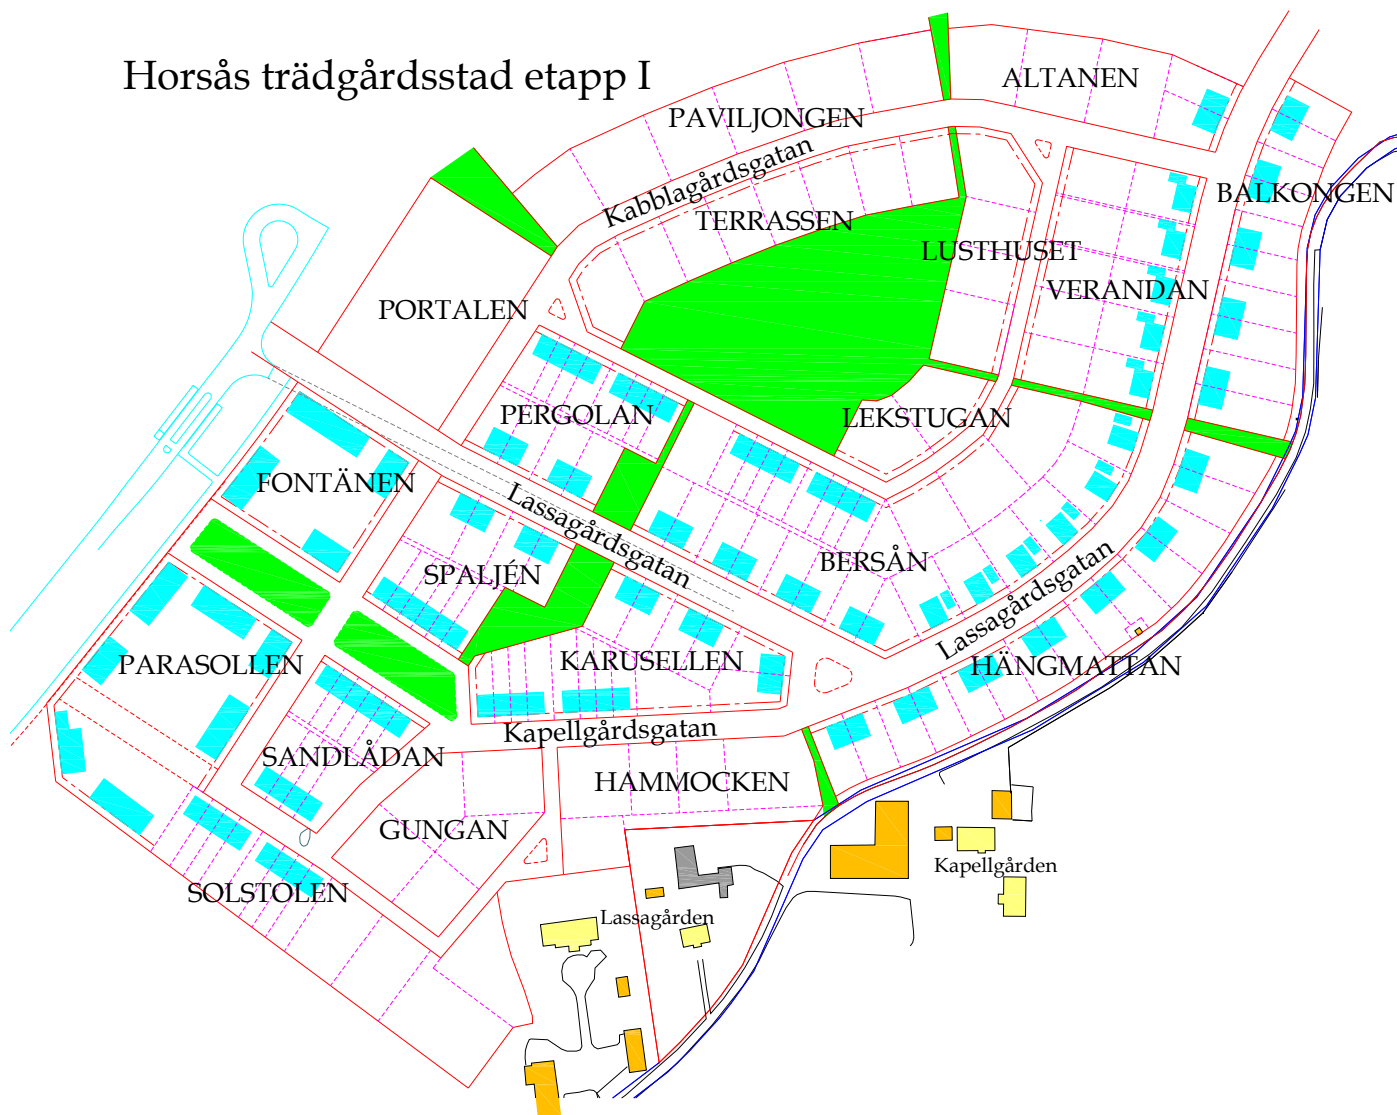 Horsås trädgårdsstad etapp I
ALTANEN
PAVILJONGEN
Kabblagårdsgatan
BALKONGEN
TERRASSEN
LUSTHUSET
VERANDAN
PORTALEN
PERGOLAN
LEKSTUGAN
FONTÄNEN
Lassagårdsgatan
BERSÅN
SPALJÉN
Lassagårdsgatan
KARUSELLEN
PARASOLLEN
HÄNGMATTAN
Kapellgårdsgatan
SANDLÅDAN
HAMMOCKEN
GUNGAN
Kapellgården
SOLSTOLEN
Lassagården